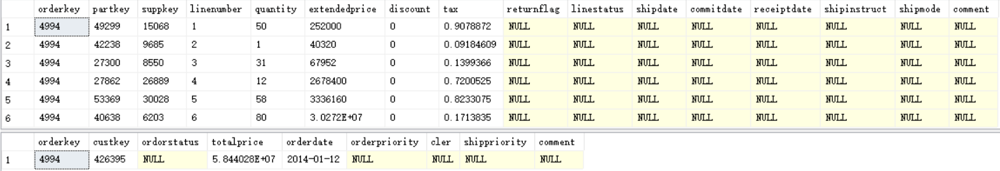 orderkey partkey suppkey linenumber quantity extendedprice discount tax returnflag linestatus shipdate commitdate receiptdate shipinstruct shipmode comment
1 4994 49299 15068 1 50 252000 0 0.9078872 NULL NULL NULL NULL NULL NULL NULL NULL
2 4994 42238 9685 2 1 40320 0 0.09184609 NULL NULL NULL NULL NULL NULL NULL NULL
3 4994 27300 8550 3 31 67952 0 0.1399366 NULL NULL NULL NULL NULL NULL NULL NULL
4 4994 27862 26889 4 12 2678400 0 0.7200525 NULL NULL NULL NULL NULL NULL NULL NULL
5 4994 53369 30028 5 58 3336160 0 0.8233075 NULL NULL NULL NULL NULL NULL NULL NULL
6 4994 40638 6203 6 80 3.0272E+07 0 0.1713835 NULL NULL NULL NULL NULL NULL NULL NULL
orderkey custkey ordorstatus totalprice orderdate orderpriority cler shippriority comment
1 4994 426395 NULL 5.844028E+07 2014-01-12 NULL NULL NULL NULL